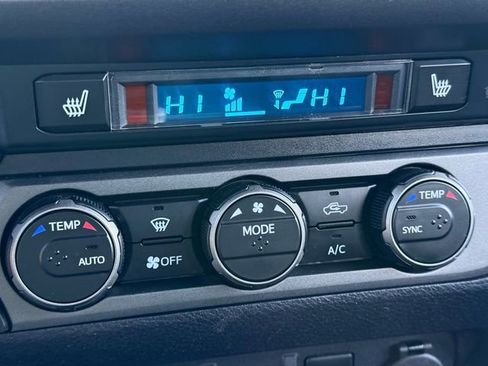 HI HI
TEMP
AUTO
OFF
MODE
A/C
TEMP
SYNC